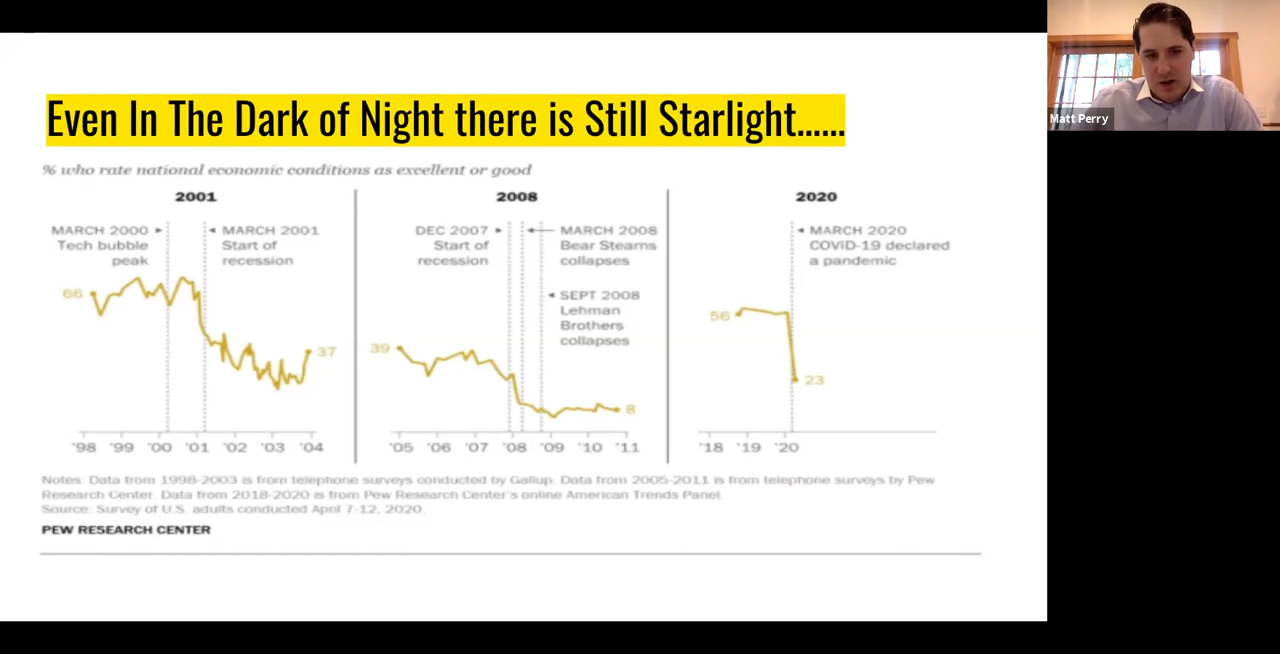 Even In The Dark of Night there is Still Starlight......
Matt Perry
% who rate national economic conditions as excellent or good
2001
2008
2020
MARCH 2000
Tech bubble
peak
MARCH 2001
Start of
recession
DEC 2007
Start of
recession
MARCH 2008
Bear Stearns
collapses
SEPT 2008
Lehman
Brothers
collapses
MARCH 2020
COVID-19 declared
a pandemic
66
37
39
8
56
23
'98 '99 '00 '01 '02 '03 '04
'05 '06 '07 '08 '09 '10 '11
'18 '19 '20
Notes: Data from 1998-2003 is from telephone surveys conducted by Gallup. Data from 2005-2011 is from telephone surveys by Pew
Research Center. Data from 2018-2020 is from Pew Research Center's online American Trends Panel.
Source: Survey of U.S. adults conducted April 7-12, 2020.
PEW RESEARCH CENTER